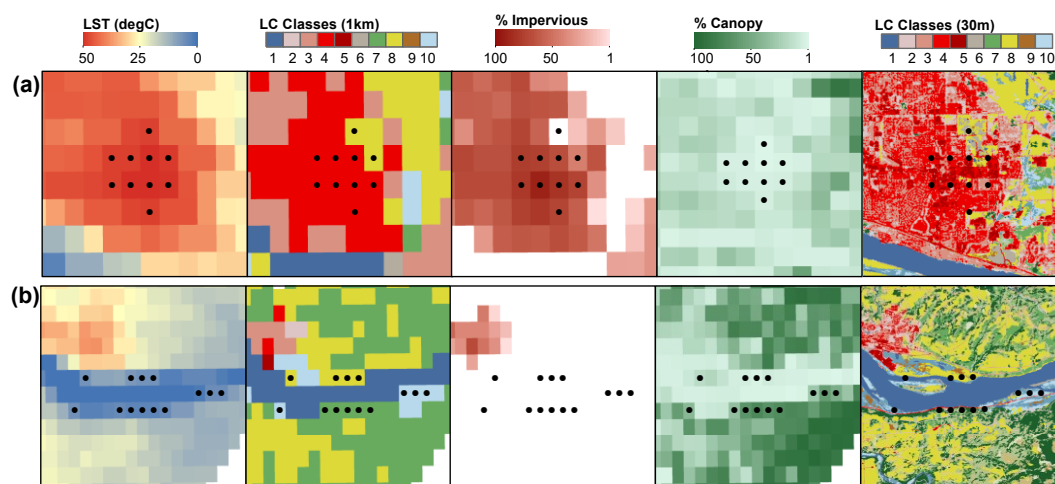 LST (degC)
50 25 0
LC Classes (1km)
1 2 3 4 5 6 7 8 9 10
% Impervious
100 50 1
% Canopy
100 50 1
LC Classes (30m)
1 2 3 4 5 6 7 8 9 10
(a)
(b)